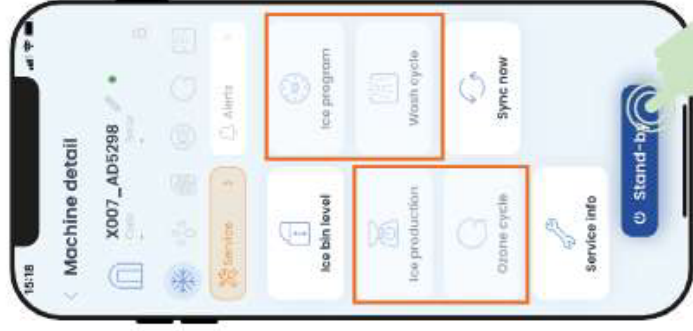 15:18
Machine detail
X007_AD5298
Service
Alerts
Ice bin level
Ice program
Ice production
Wash cycle
Ozone cycle
Sync now
Service info
Stand-by